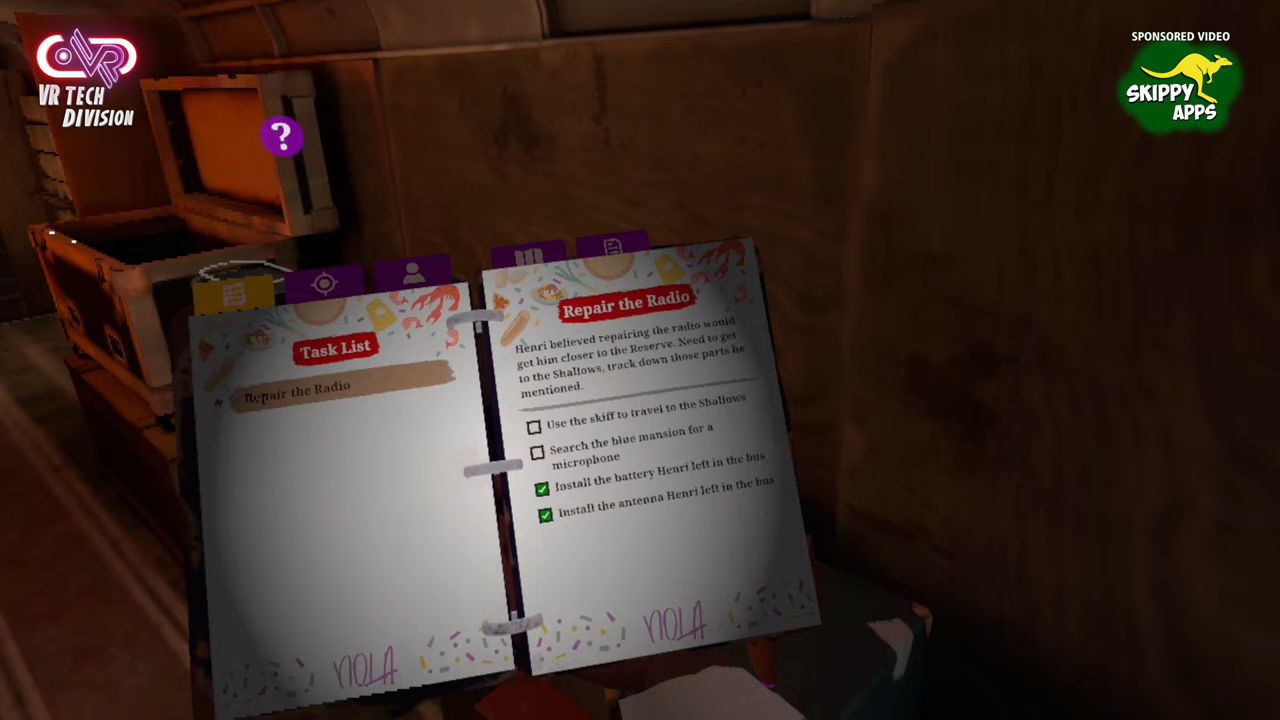 VR TECH
DIVISION
?
SPONSORED VIDEO
SKIPPY
APPS
Task List
Repair the Radio
NOLA
Repair the Radio
Henri believed repairing the radio would
get him closer to the Reserve. Need to get
to the Shallows, track down those parts he
mentioned.
Use the skiff to travel to the Shallows
Search the blue mansion for a
microphone
Install the battery Henri left in the bus
Install the antenna Henri left in the bus
NOLA